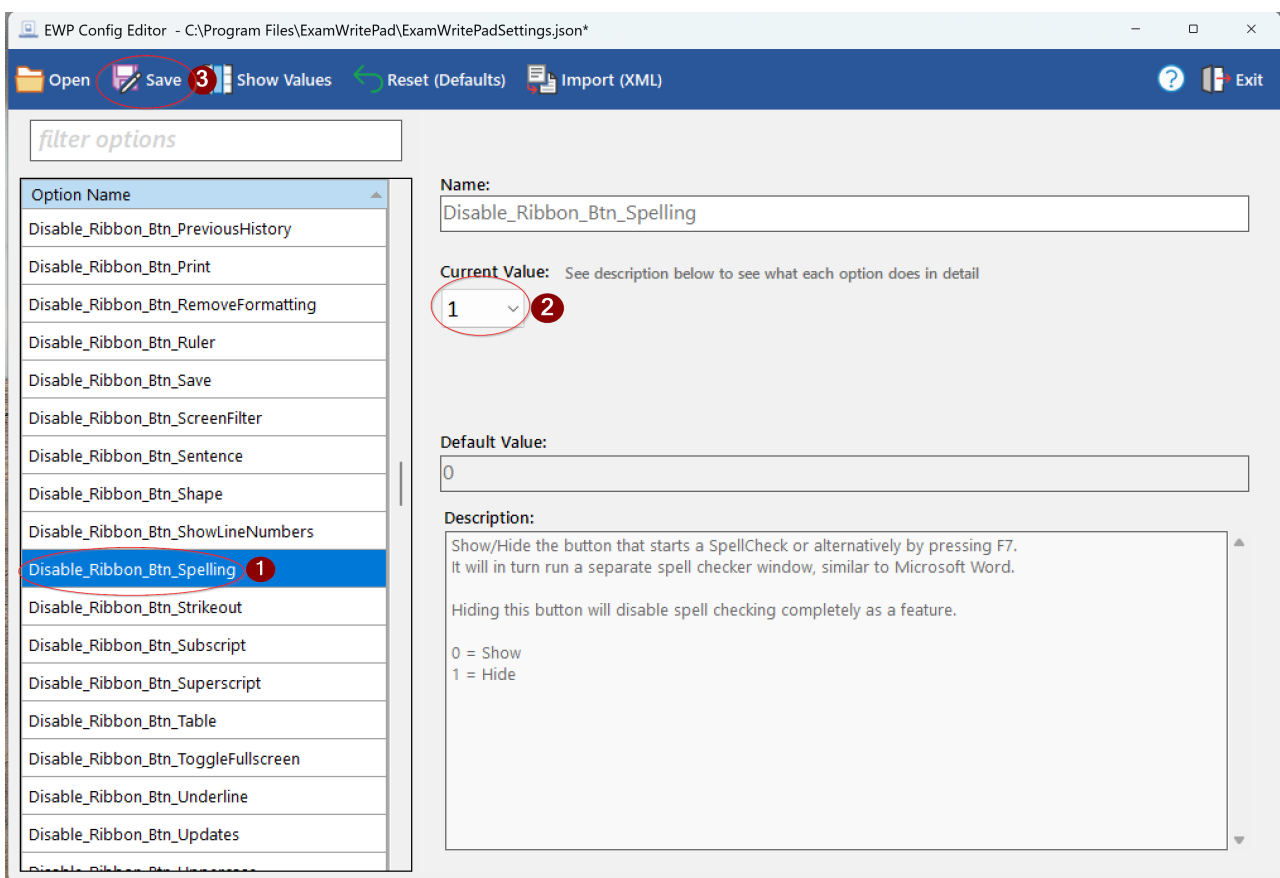 EWP Config Editor - C:\Program Files\ExamWritePad\ExamWritePadSettings.json*
Open Save 3 Show Values Reset (Defaults) Import (XML) ? Exit
filter options
Option Name
Disable_Ribbon_Btn_PreviousHistory
Disable_Ribbon_Btn_Print
Disable_Ribbon_Btn_RemoveFormatting
Disable_Ribbon_Btn_Ruler
Disable_Ribbon_Btn_Save
Disable_Ribbon_Btn_ScreenFilter
Disable_Ribbon_Btn_Sentence
Disable_Ribbon_Btn_Shape
Disable_Ribbon_Btn_ShowLineNumbers
Disable_Ribbon_Btn_Spelling 1
Disable_Ribbon_Btn_Strikeout
Disable_Ribbon_Btn_Subscript
Disable_Ribbon_Btn_Superscript
Disable_Ribbon_Btn_Table
Disable_Ribbon_Btn_ToggleFullscreen
Disable_Ribbon_Btn_Underline
Disable_Ribbon_Btn_Updates
Name:
Disable_Ribbon_Btn_Spelling
Current Value: See description below to see what each option does in detail
1 2
Default Value:
0
Description:
Show/Hide the button that starts a SpellCheck or alternatively by pressing F7.
It will in turn run a separate spell checker window, similar to Microsoft Word.
Hiding this button will disable spell checking completely as a feature.
0 = Show
1 = Hide